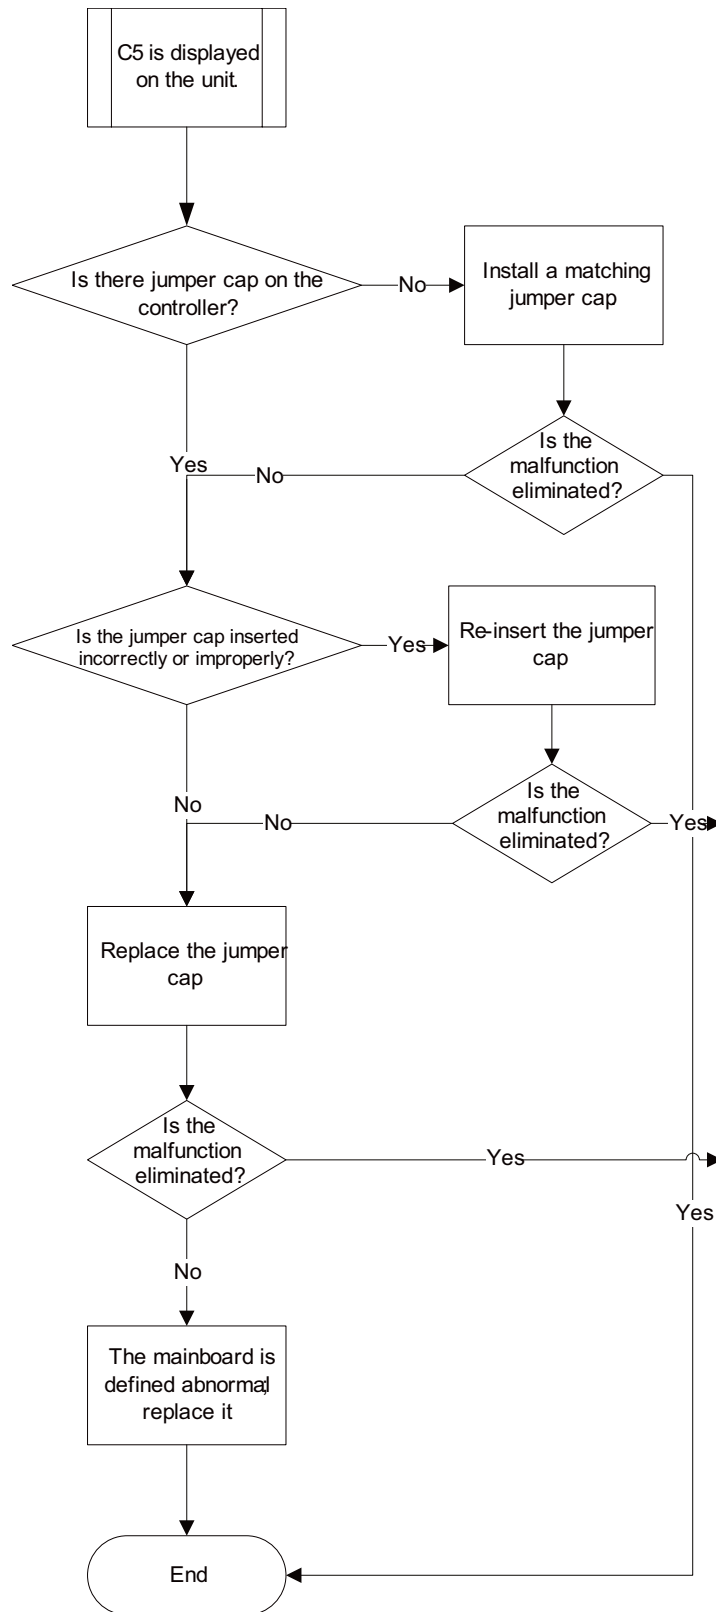 C5 is displayed
on the unit.
Is there jumper cap on the
controller?
No
Install a matching
jumper cap
Is the
malfunction
eliminated?
Yes
No
Is the jumper cap inserted
incorrectly or improperly?
Yes
Re-insert the jumper
cap
Is the
malfunction
eliminated?
No
No
Yes
Replace the jumper
cap
Is the
malfunction
eliminated?
Yes
Yes
No
The mainboard is
defined abnormal;
replace it
End